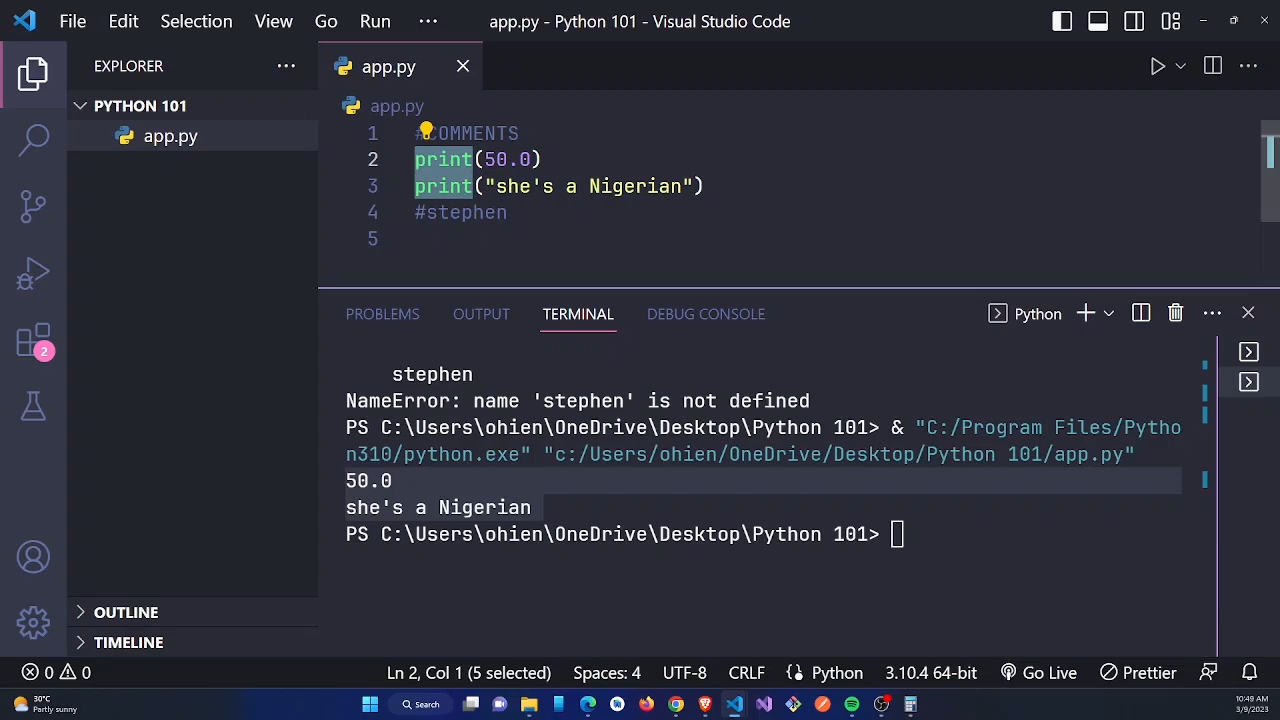 File Edit Selection View Go Run ··· app.py - Python 101 - Visual Studio Code
EXPLORER ···
app.py
PYTHON 101
app.py
app.py
1 #COMMENTS
2 print(50.0)
3 print("she's a Nigerian")
4 #stephen
5
PROBLEMS OUTPUT TERMINAL DEBUG CONSOLE Python
2
stephen
NameError: name 'stephen' is not defined
PS C:\Users\ohien\OneDrive\Desktop\Python 101> & "C:/Program Files/Pytho
n310/python.exe" "c:/Users/ohien/OneDrive/Desktop/Python 101/app.py"
50.0
she's a Nigerian
PS C:\Users\ohien\OneDrive\Desktop\Python 101>
OUTLINE
TIMELINE
0 0 Ln 2, Col 1 (5 selected) Spaces: 4 UTF-8 CRLF {} Python 3.10.4 64-bit Go Live Prettier
30°C
Partly sunny
Search
10:49 AM
3/9/2023